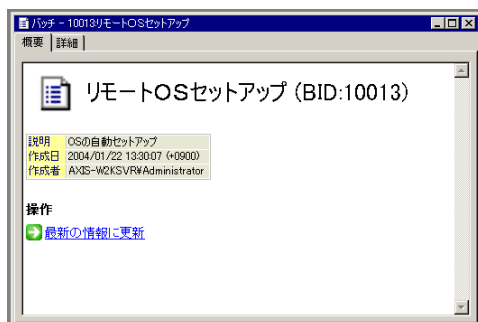 バッチ - 10013リモートOSセットアップ
概要 詳細
リモートOSセットアップ (BID:10013)
説明 OSの自動セットアップ
作成日 2004/01/22 13:30:07 (+0900)
作成者 AXIS-W2KSVR¥Administrator
操作
最新の情報に更新